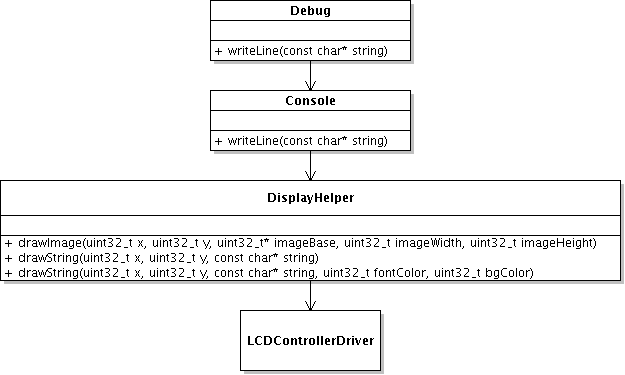 Debug
+ writeLine(const char* string)
Console
+ writeLine(const char* string)
DisplayHelper
+ drawImage(uint32_t x, uint32_t y, uint32_t* imageBase, uint32_t imageWidth, uint32_t imageHeight)
+ drawString(uint32_t x, uint32_t y, const char* string)
+ drawString(uint32_t x, uint32_t y, const char* string, uint32_t fontColor, uint32_t bgColor)
LCDControllerDriver